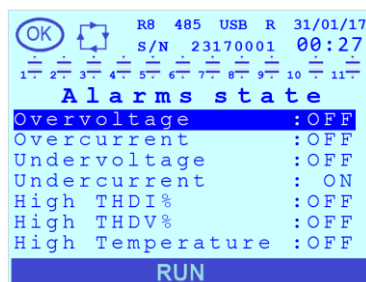 OK R8 485 USB R 31/01/17
S/N 23170001 00:27
1 2 3 4 5 6 7 8 9 10 11
Alarms state
Overvoltage :OFF
Overcurrent :OFF
Undervoltage :OFF
Undercurrent : ON
High THDI% :OFF
High THDV% :OFF
High Temperature :OFF
RUN